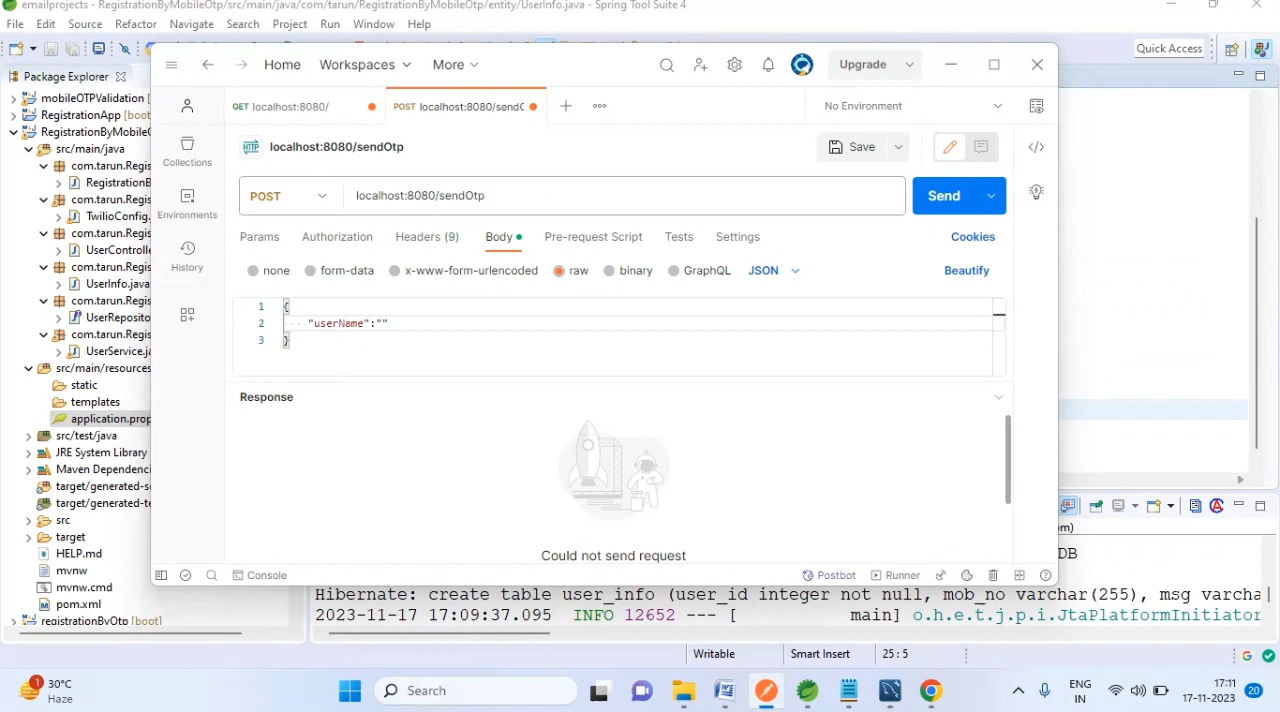 emailprojects - RegistrationByMobileOtp/src/main/java/com/tarun/RegistrationByMobileOtp/entity/UserInfo.java - Spring Tool Suite 4
File Edit Source Refactor Navigate Search Project Run Window Help
Quick Access
Package Explorer
mobileOTPValidation [
RegistrationApp [boot]
RegistrationByMobileO
src/main/java
com.tarun.Regis
RegistrationB
com.tarun.Regis
TwilioConfig.
com.tarun.Regis
UserControlle
com.tarun.Regis
UserInfo.java
com.tarun.Regis
UserReposito
com.tarun.Regis
UserService.ja
src/main/resources
static
templates
application.prop
src/test/java
JRE System Library
Maven Dependenc
target/generated-s
target/generated-te
src
target
HELP.md
mvnw
mvnw.cmd
pom.xml
registrationByOtp [boot]
Home Workspaces More Upgrade
GET localhost:8080/ POST localhost:8080/sendO No Environment
HTTP localhost:8080/sendOtp Save
Collections
Environments
History
POST localhost:8080/sendOtp Send
Params Authorization Headers (9) Body Pre-request Script Tests Settings Cookies
none form-data x-www-form-urlencoded raw binary GraphQL JSON Beautify
1 {
2 "userName":""
3 }
Response
Could not send request
Console Postbot Runner
om)
DB
Hibernate: create table user_info (user_id integer not null, mob_no varchar(255), msg varcha
2023-11-17 17:09:37.095 INFO 12652 --- [ main] o.h.e.t.j.p.i.JtaPlatformInitiator
Writable Smart Insert 25 : 5
1 30°C
Haze
Search
ENG
IN
17:11
17-11-2023
20